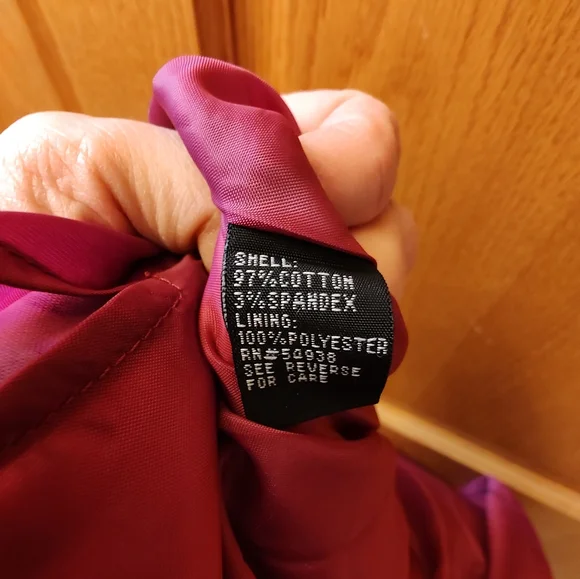 SHELL:
97%COTTON
3%SPANDEX
LINING:
100%POLYESTER
RN#54938
SEE REVERSE
FOR CARE